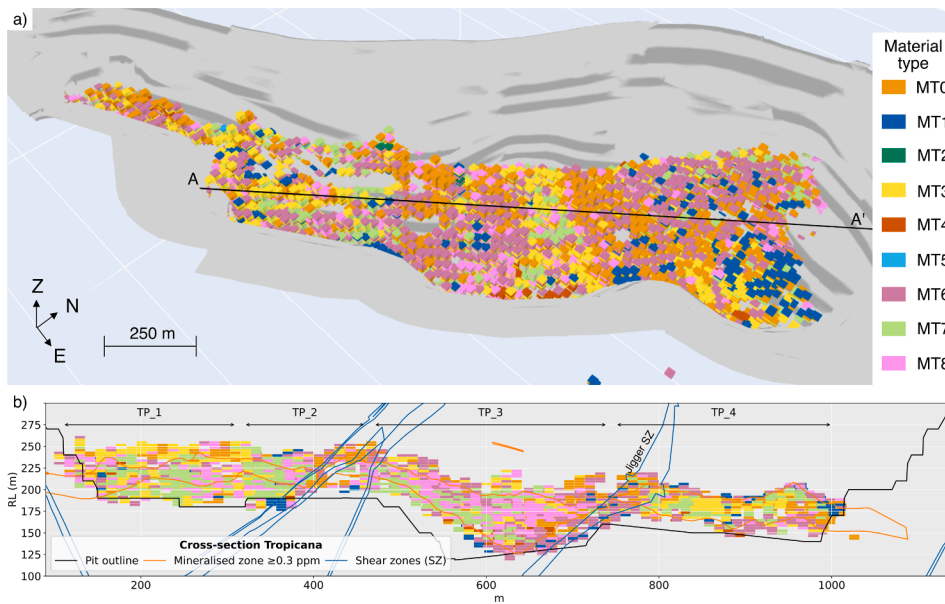 a)
Material
type
MT0
MT1
MT2
MT3
MT4
MT5
MT6
MT7
MT8
A
A'
Z
N
E
250 m
b)
TP_1
TP_2
TP_3
TP_4
Jigger SZ
RL (m)
275
250
225
200
175
150
125
100
Cross-section Tropicana
Pit outline
Mineralised zone ≥0.3 ppm
Shear zones (SZ)
200
400
600
800
1000
m